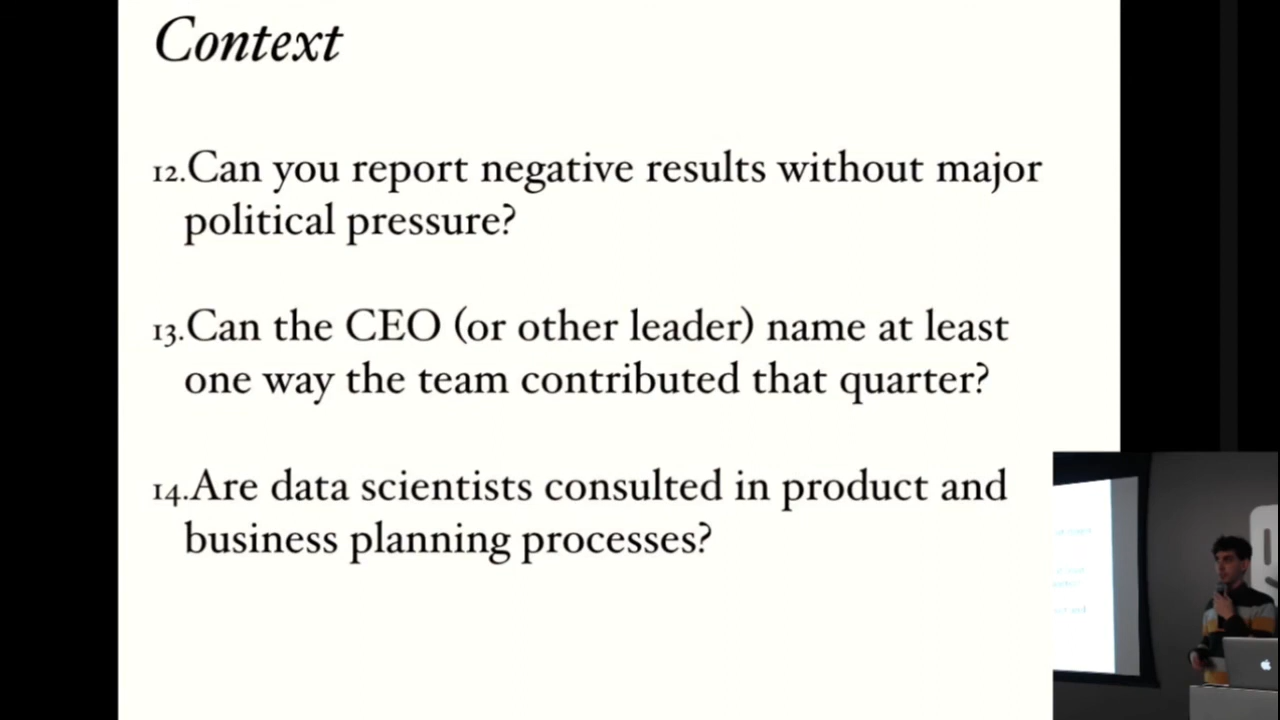 Context
12.Can you report negative results without major
political pressure?
13.Can the CEO (or other leader) name at least
one way the team contributed that quarter?
14.Are data scientists consulted in product and
business planning processes?